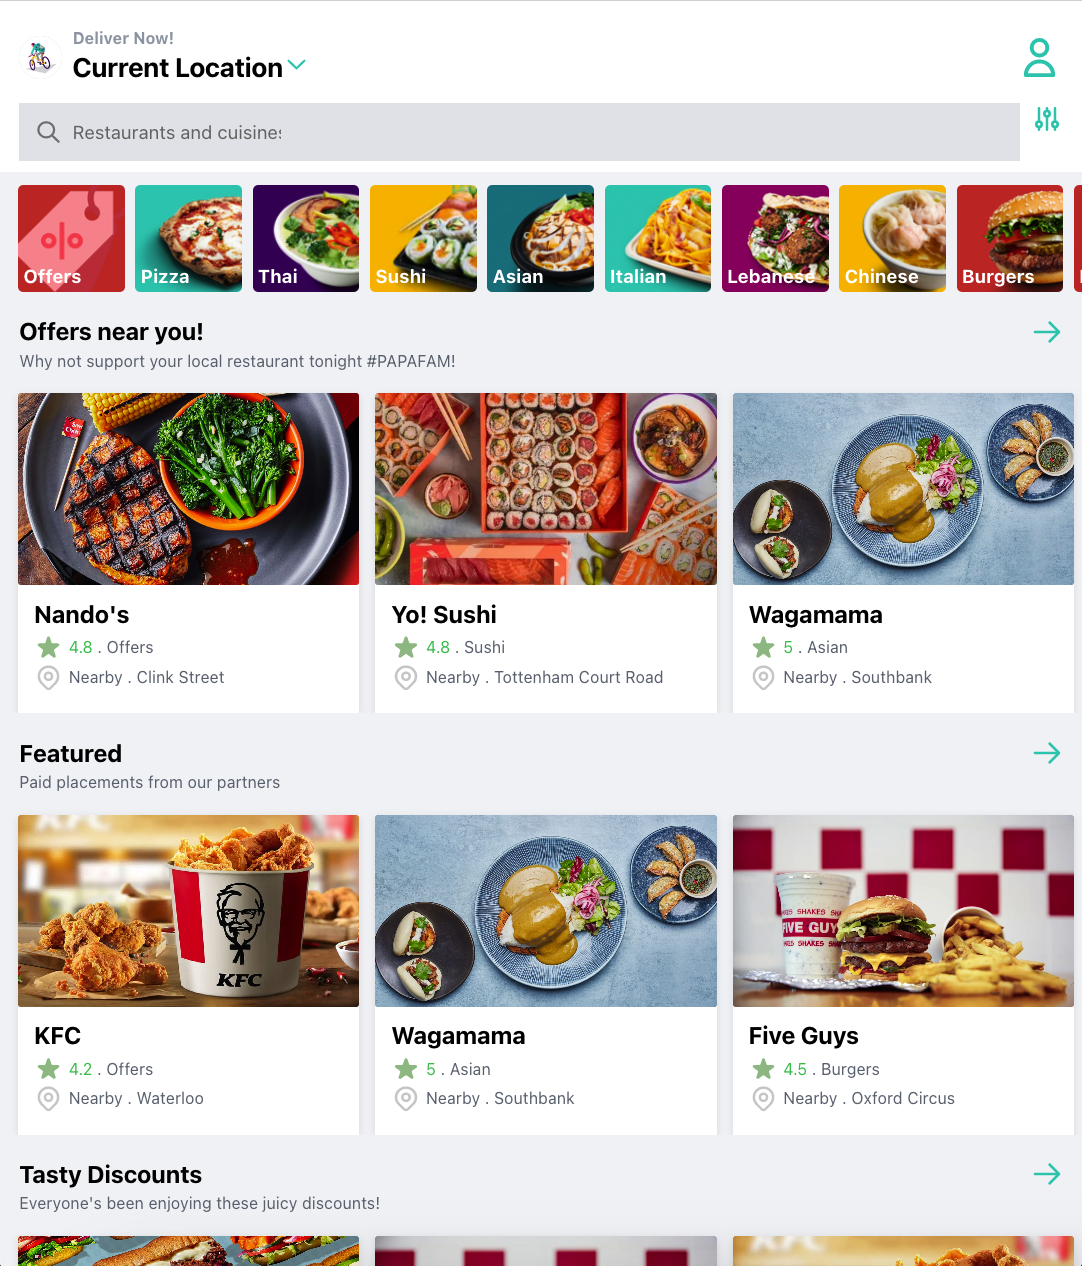 Deliver Now!
Current Location
Restaurants and cuisines
Offers
Pizza
Thai
Sushi
Asian
Italian
Lebanese
Chinese
Burgers
Offers near you!
Why not support your local restaurant tonight #PAPAFAM!
Nando's
4.8 . Offers
Nearby . Clink Street
Yo! Sushi
4.8 . Sushi
Nearby . Tottenham Court Road
Wagamama
5 . Asian
Nearby . Southbank
Featured
Paid placements from our partners
KFC
KFC
SHAKES
FIVE GUY
SHAKES
KFC
4.2 . Offers
Nearby . Waterloo
Wagamama
5 . Asian
Nearby . Southbank
Five Guys
4.5 . Burgers
Nearby . Oxford Circus
Tasty Discounts
Everyone's been enjoying these juicy discounts!